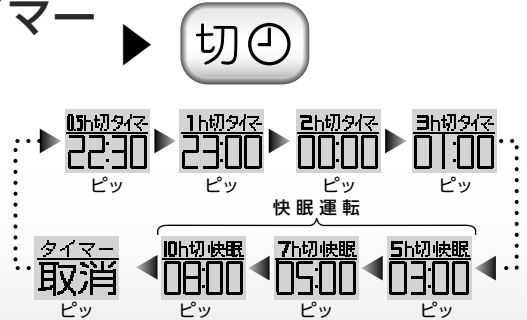 マー
切
0.5h切タイマー 1h切タイマー 2h切タイマー 3h切タイマー
22:30 23:00 00:00 01:00
ピッ ピッ ピッ ピッ
快眠運転
タイマー 10h切快眠 7h切快眠 5h切快眠
取消 08:00 05:00 03:00
ピッ ピッ ピッ ピッ